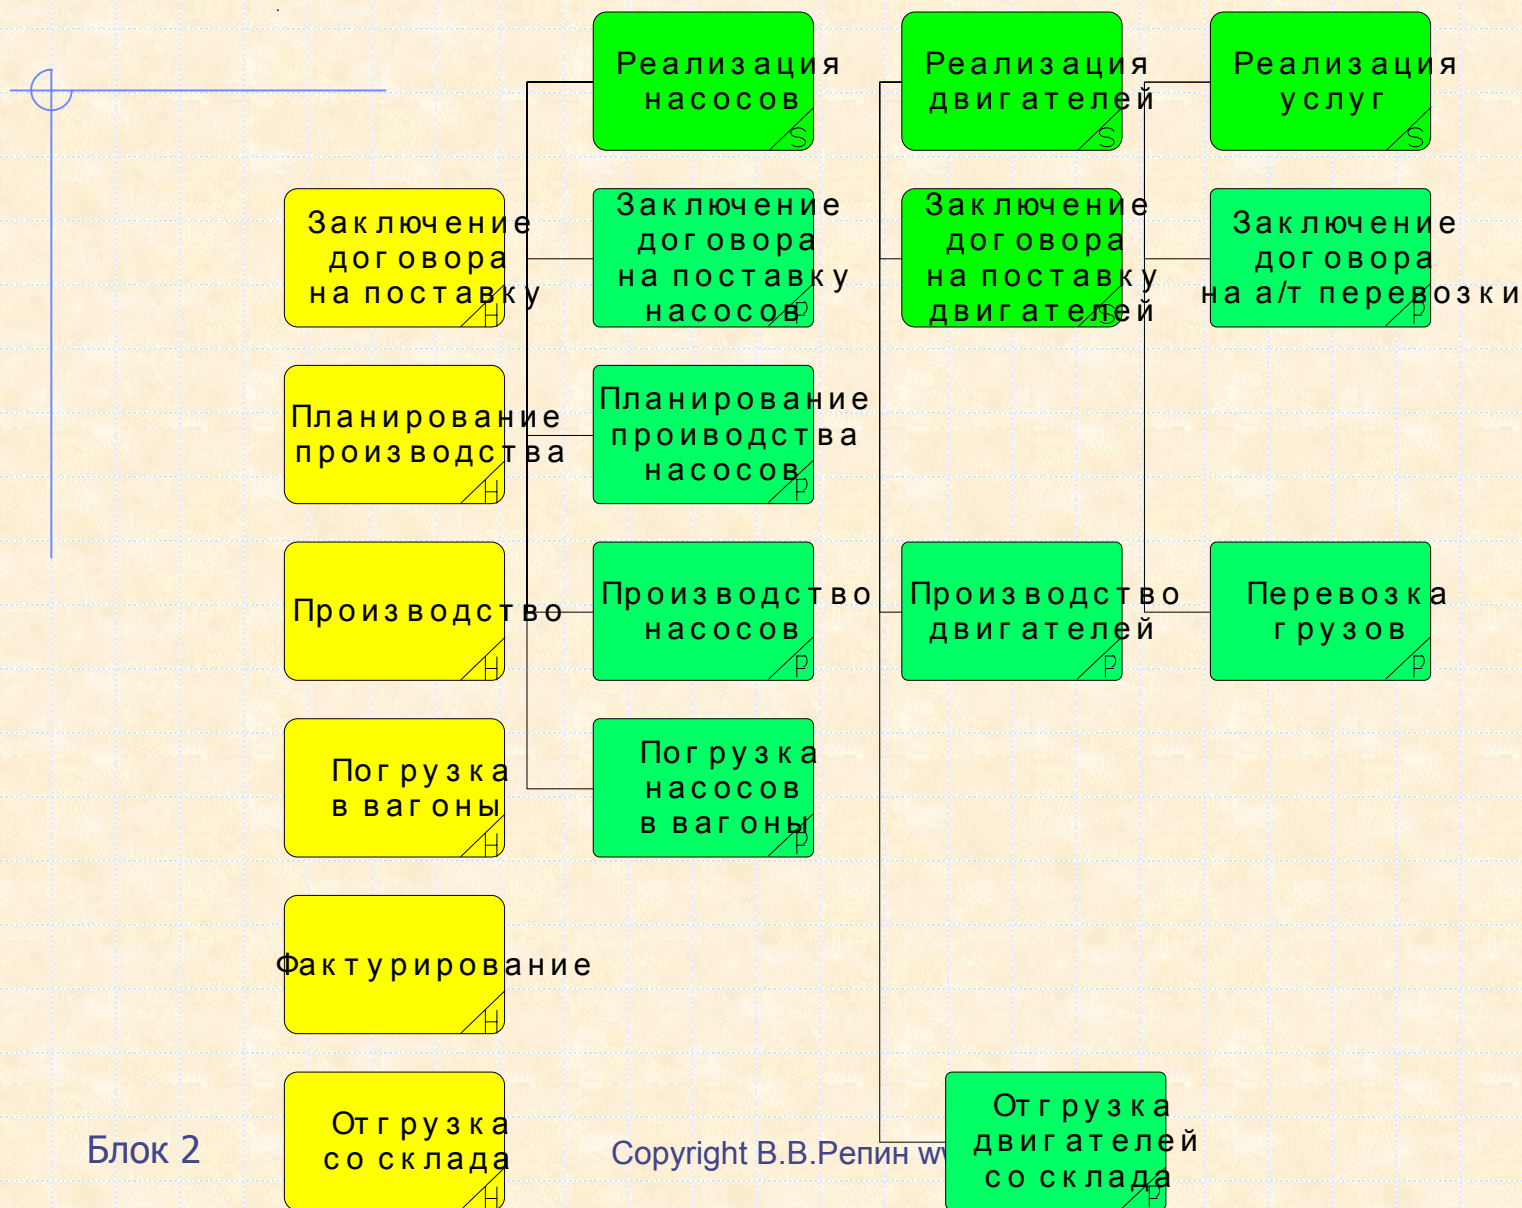 Реализация
насосов
S
Реализация
двигателей
S
Реализация
услуг
S
Заключение
договора
на поставку
H
Заключение
договора
на поставку
насосов
P
Заключение
договора
на поставку
двигателей
S
Заключение
договора
на а/т перевозки
P
Планирование
производства
H
Планирование
проиводства
насосов
P
Производство
H
Производство
насосов
P
Производство
двигателей
P
Перевозка
грузов
P
Погрузка
в вагоны
H
Погрузка
насосов
в вагоны
P
Фактурирование
H
Отгрузка
со склада
H
Отгрузка
двигателей
со склада
P
Блок 2
Copyright В.В.Репин